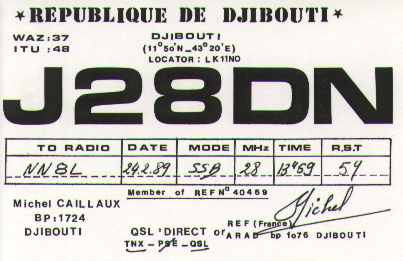 ★ REPUBLIQUE DE DJIBOUTI ★
WAZ:37
ITU :48
DJIBOUTI
(11°50'N_43°20'E)
LOCATOR : LK11NO
J28DN
TO RADIO DATE MODE MHz TIME R.S.T
NN8L 24.2.89 SSB 28 13H59 59
Member of REF N° 40469
Michel CAILLAUX
BP:1724
DJIBOUTI
Michel
QSL :DIRECT or REF (France)
ARAD bp 1076 DJIBOUTI
TNX - PSE - QSL